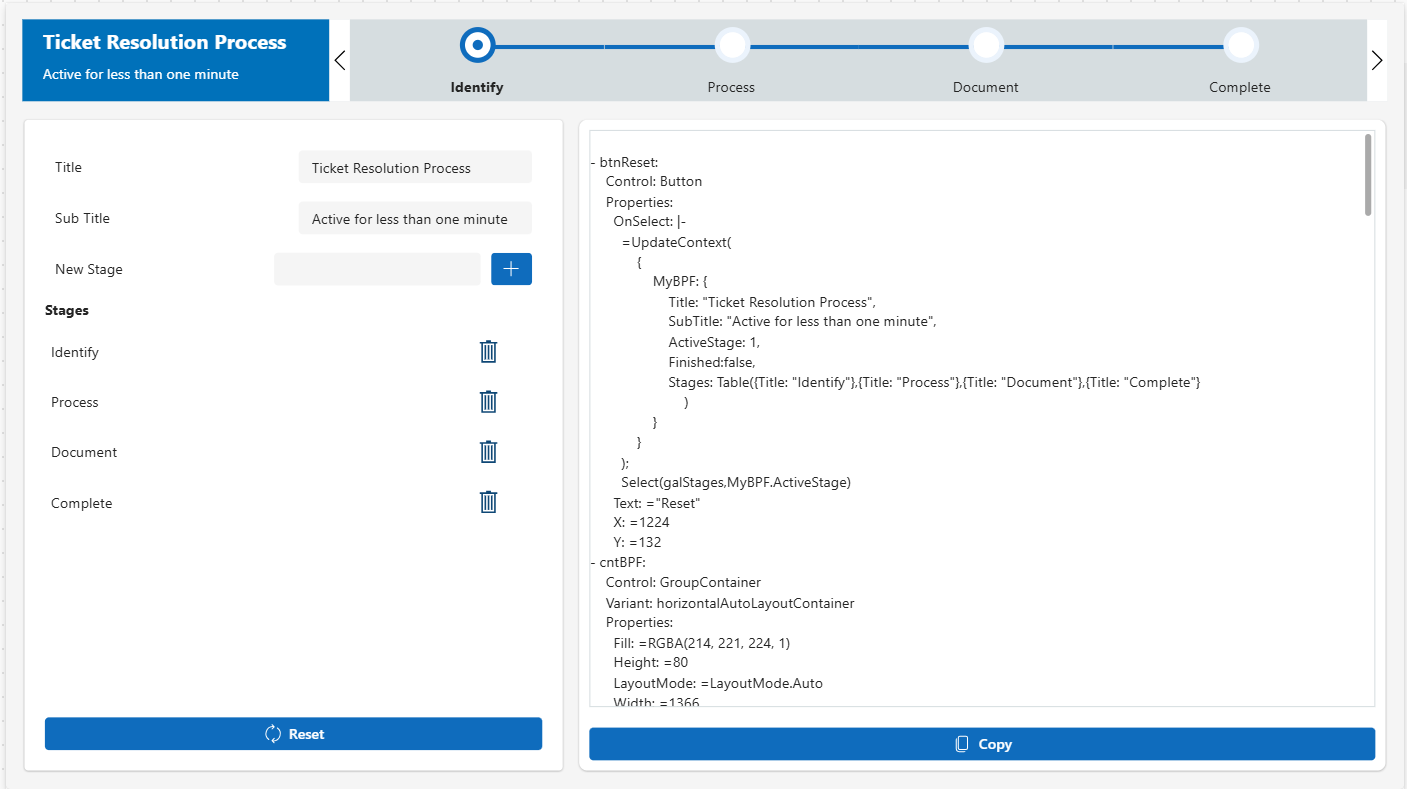 Ticket Resolution Process
Active for less than one minute
Identify
Process
Document
Complete
Title
Ticket Resolution Process
Sub Title
Active for less than one minute
New Stage
Stages
Identify
Process
Document
Complete
Reset
- btnReset:
Control: Button
Properties:
OnSelect: |-
=UpdateContext(
{
MyBPF: {
Title: "Ticket Resolution Process",
SubTitle: "Active for less than one minute",
ActiveStage: 1,
Finished:false,
Stages: Table({Title: "Identify"},{Title: "Process"},{Title: "Document"},{Title: "Complete"}
)
}
}
);
Select(galStages,MyBPF.ActiveStage)
Text: ="Reset"
X: =1224
Y: =132
- cntBPF:
Control: GroupContainer
Variant: horizontalAutoLayoutContainer
Properties:
Fill: =RGBA(214, 221, 224, 1)
Height: =80
LayoutMode: =LayoutMode.Auto
Width: =1366
Copy